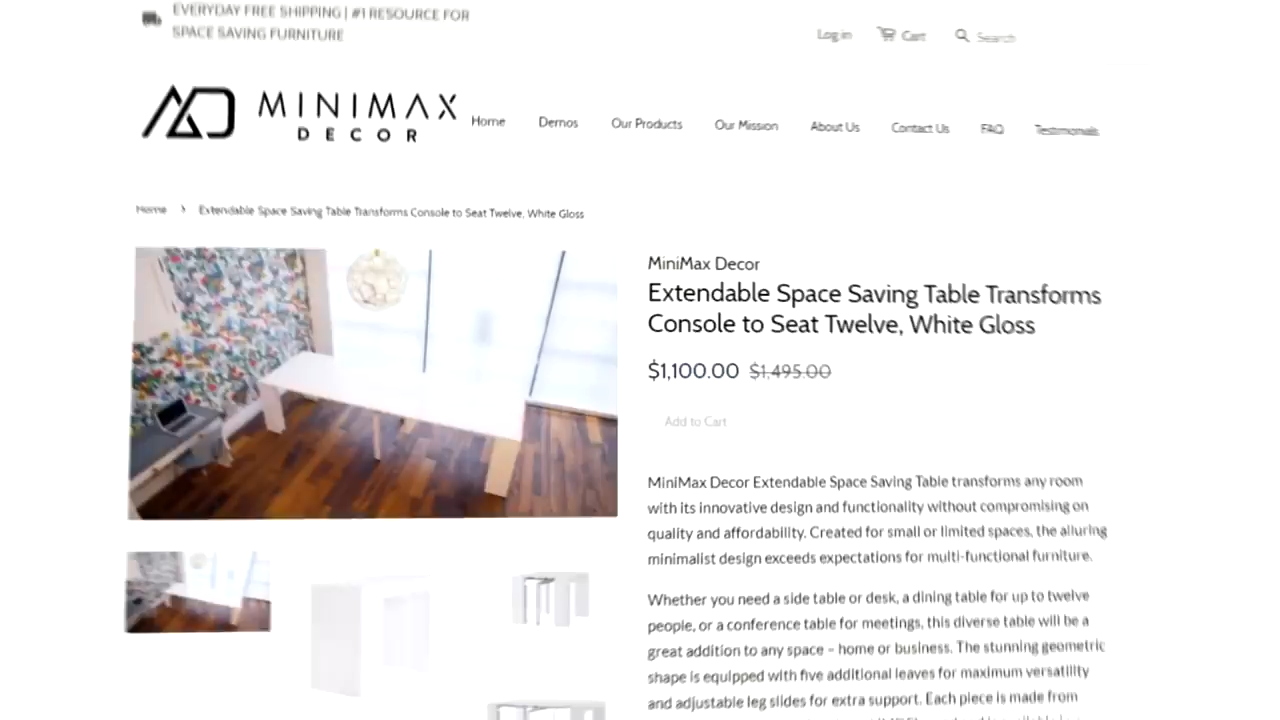 EVERYDAY FREE SHIPPING | #1 RESOURCE FOR
SPACE SAVING FURNITURE
Log in
Cart
Search
MINIMAX
DECOR
Home
Demos
Our Products
Our Mission
About Us
Contact Us
FAQ
Testimonials
Home › Extendable Space Saving Table Transforms Console to Seat Twelve, White Gloss
MiniMax Decor
Extendable Space Saving Table Transforms
Console to Seat Twelve, White Gloss
$1,100.00 $1,495.00
Add to Cart
MiniMax Decor Extendable Space Saving Table transforms any room
with its innovative design and functionality without compromising on
quality and affordability. Created for small or limited spaces, the alluring
minimalist design exceeds expectations for multi-functional furniture.
Whether you need a side table or desk, a dining table for up to twelve
people, or a conference table for meetings, this diverse table will be a
great addition to any space – home or business. The stunning geometric
shape is equipped with five additional leaves for maximum versatility
and adjustable leg slides for extra support. Each piece is made from